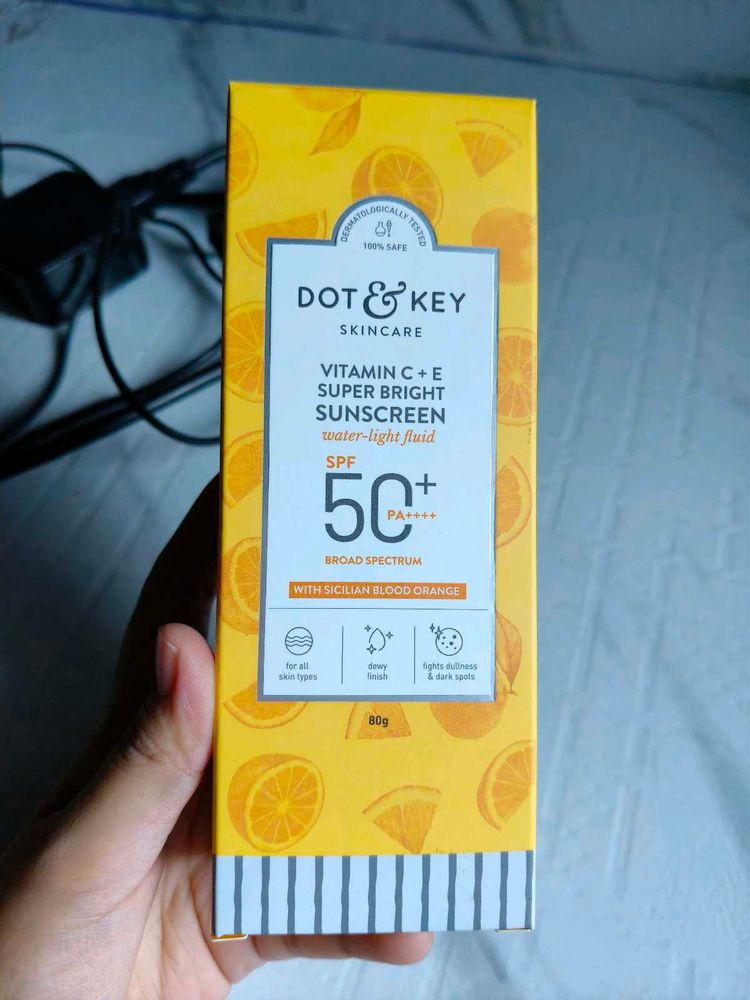 DERMATOLOGICALLY TESTED
100% SAFE
DOT & KEY
SKINCARE
VITAMIN C + E
SUPER BRIGHT
SUNSCREEN
water-light fluid
SPF
50+
PA++++
BROAD SPECTRUM
WITH SICILIAN BLOOD ORANGE
for all
skin types
dewy
finish
fights dullness
& dark spots
80g